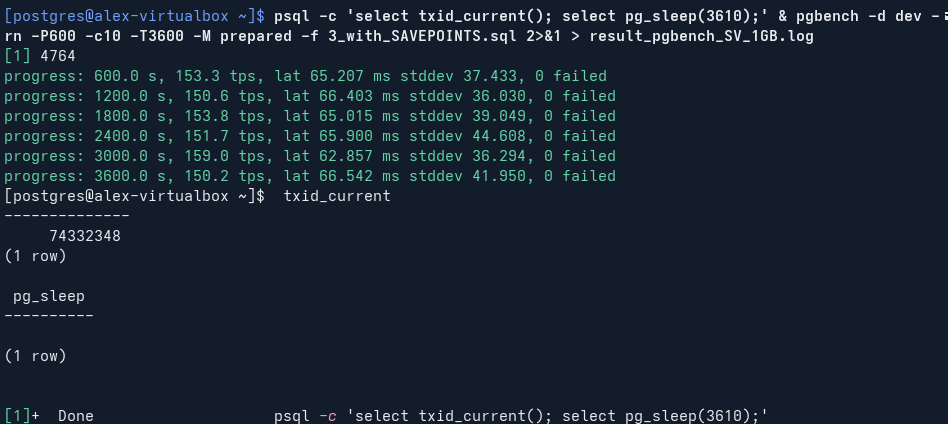 [postgres@alex-virtualbox ~]$ psql -c 'select txid_current(); select pg_sleep(3610);' & pgbench -d dev -
rn -P600 -c10 -T3600 -M prepared -f 3_with_SAVEPOINTS.sql 2>&1 > result_pgbench_SV_1GB.log
[1] 4764
progress: 600.0 s, 153.3 tps, lat 65.207 ms stddev 37.433, 0 failed
progress: 1200.0 s, 150.6 tps, lat 66.403 ms stddev 36.030, 0 failed
progress: 1800.0 s, 153.8 tps, lat 65.015 ms stddev 39.049, 0 failed
progress: 2400.0 s, 151.7 tps, lat 65.900 ms stddev 44.608, 0 failed
progress: 3000.0 s, 159.0 tps, lat 62.857 ms stddev 36.294, 0 failed
progress: 3600.0 s, 150.2 tps, lat 66.542 ms stddev 41.950, 0 failed
[postgres@alex-virtualbox ~]$  txid_current
--------------
     74332348
(1 row)

 pg_sleep
----------

(1 row)


[1]+  Done                    psql -c 'select txid_current(); select pg_sleep(3610);'